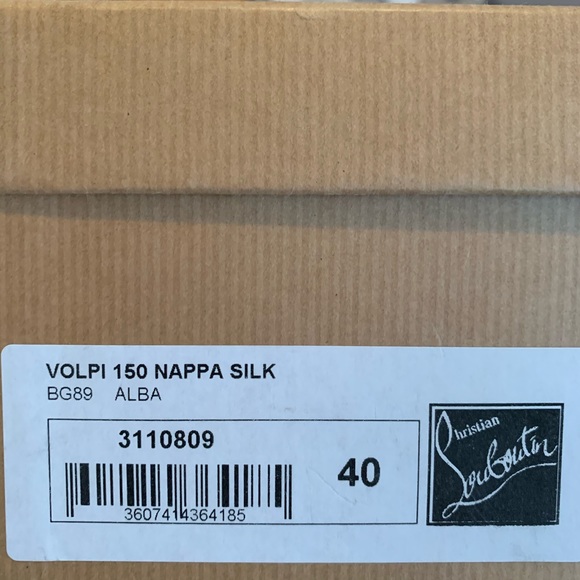 VOLPI 150 NAPPA SILK
BG89 ALBA
3110809
40
3607414364185
Christian
Louboutin